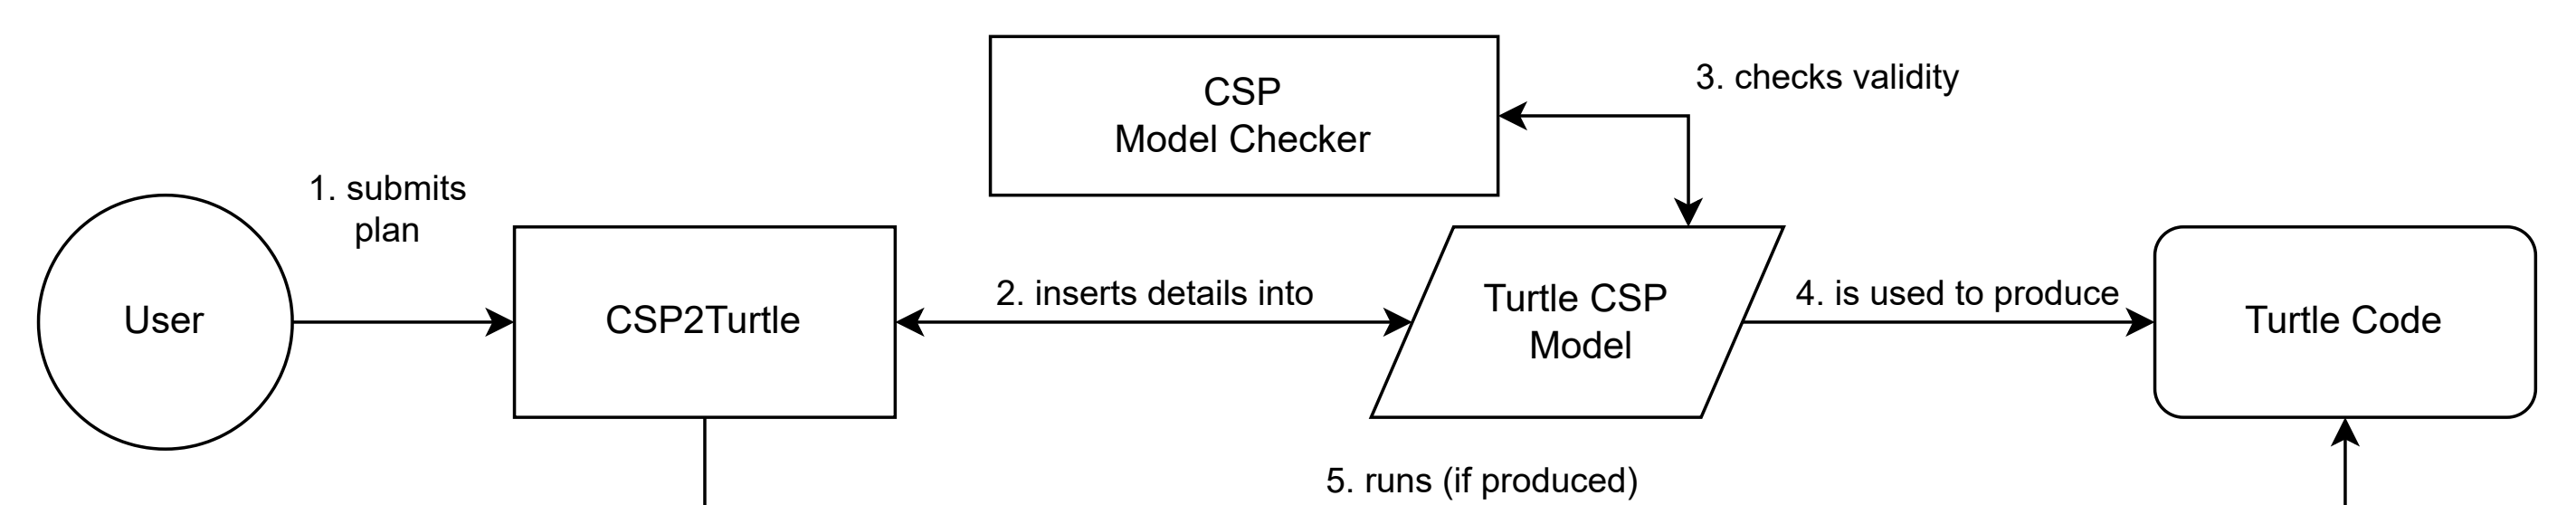 CSP
Model Checker
3. checks validity
1. submits
plan
User
CSP2Turtle
2. inserts details into
Turtle CSP
Model
4. is used to produce
Turtle Code
5. runs (if produced)